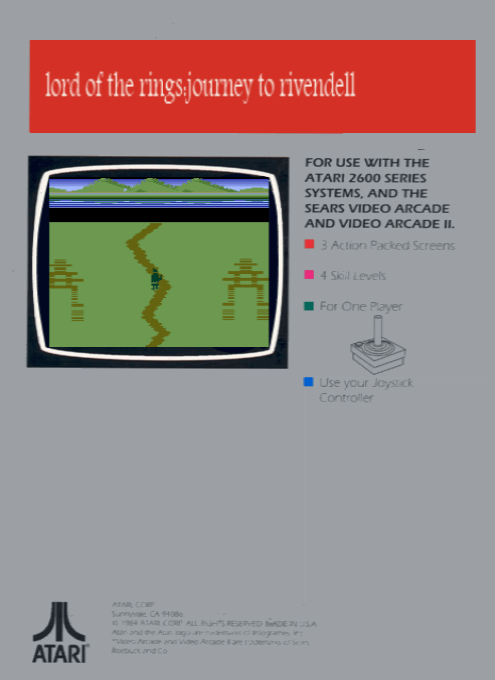 lord of the rings:journey to rivendell
FOR USE WITH THE
ATARI 2600 SERIES
SYSTEMS, AND THE
SEARS VIDEO ARCADE
AND VIDEO ARCADE II.
3 Action Packed Screens
4 Skill Levels
For One Player
Use your Joystick
Controller
ATARI, CORP.
Sunnyvale, CA 94086
© 1984 ATARI, CORP. ALL RIGHTS RESERVED. MADE IN U.S.A.
Atari and the Atari logo are trademarks of Infogrames, Inc.
*Video Arcade and Video Arcade II are trademarks of Sears
Roebuck and Co.
ATARI®